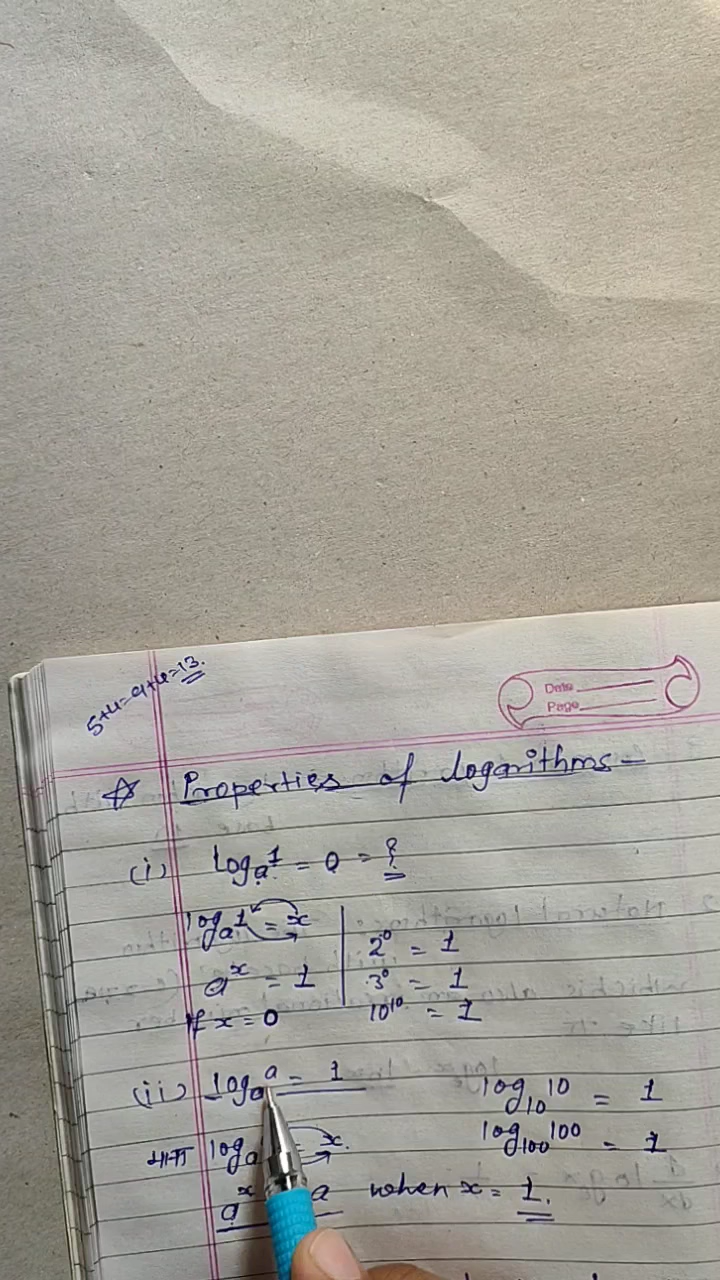 5+4=9+4=13.
Date
Page
☆ Properties of logarithms –
(i) logₐ1 = 0 = ?
logₐ1 = x
aˣ = 1
If x = 0
2⁰ = 1
3⁰ = 1
10¹⁰ = 1
(ii) logₐa = 1
माना logₐ = x.
aˣ a when x = 1.
log₁₀10 = 1
log₁₀₀100 = 1